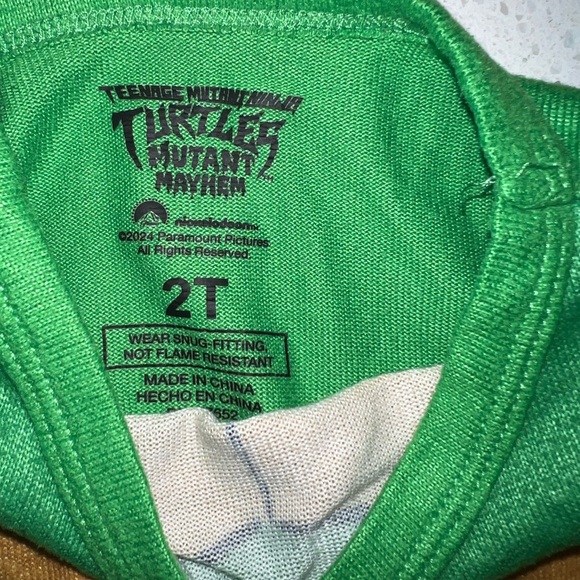 TEENAGE MUTANT NINJA
TURTLES
MUTANT
MAYHEM
nickelodeon™
©2024 Paramount Pictures
All Rights Reserved.
2T
WEAR SNUG-FITTING,
NOT FLAME RESISTANT
MADE IN CHINA
HECHO EN CHINA